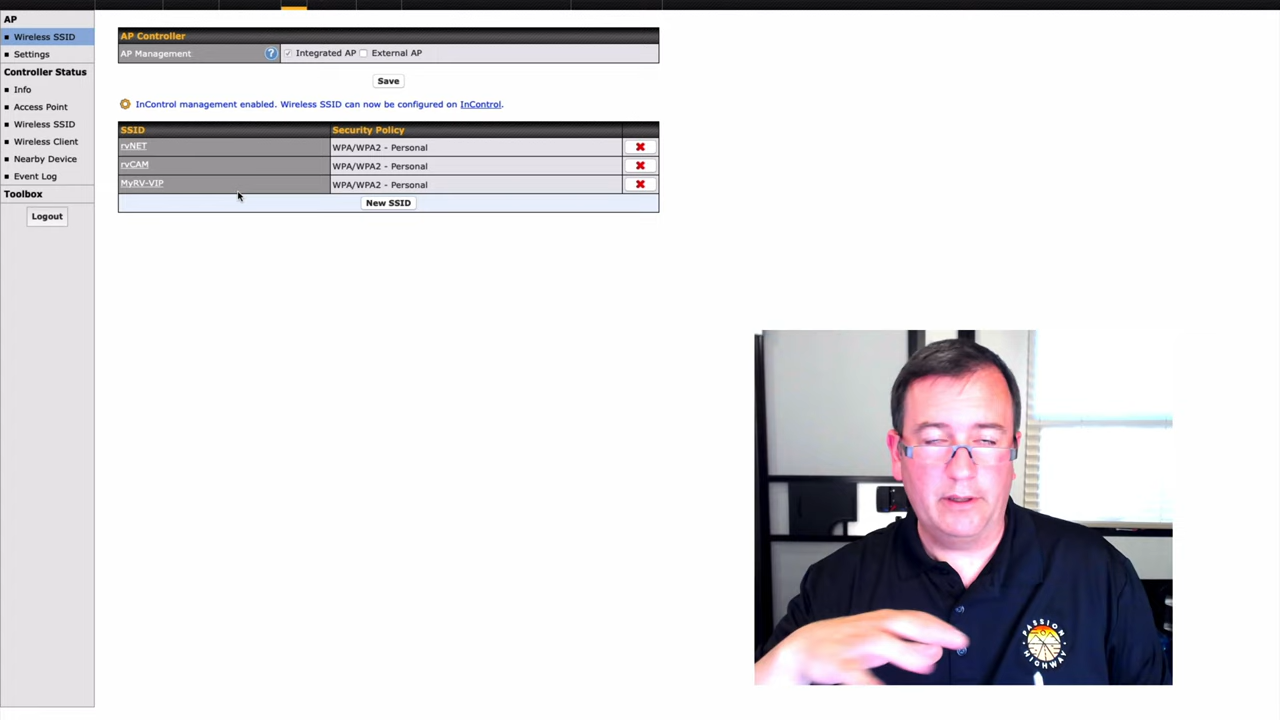 AP
Wireless SSID
Settings
Controller Status
Info
Access Point
Wireless SSID
Wireless Client
Nearby Device
Event Log
Toolbox
Logout
AP Controller
AP Management ? Integrated AP External AP
Save
InControl management enabled. Wireless SSID can now be configured on InControl.
SSID Security Policy
rvNET WPA/WPA2 - Personal
rvCAM WPA/WPA2 - Personal
MyRV-VIP WPA/WPA2 - Personal
New SSID
PASSION
HIGHWAY